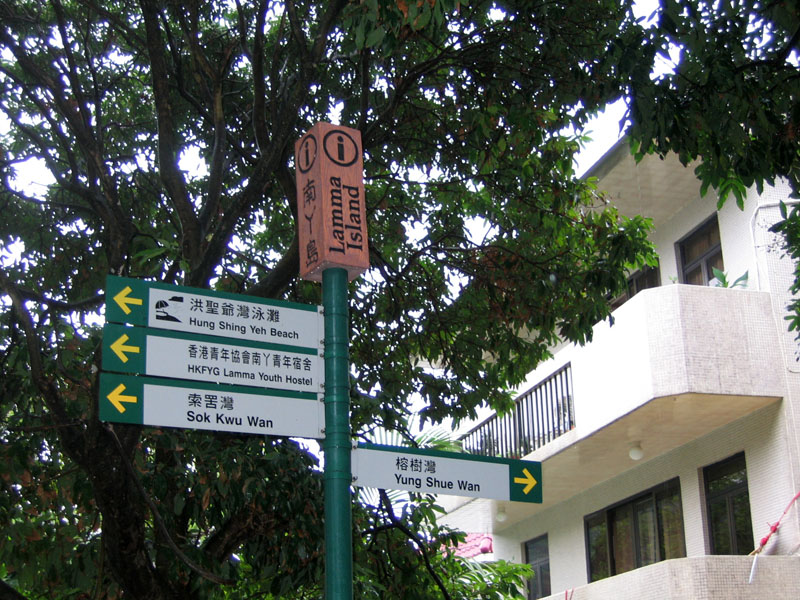 i
i
南丫島
Lamma
Island
洪聖爺灣泳灘
Hung Shing Yeh Beach
香港青年協會南丫青年宿舍
HKFYG Lamma Youth Hostel
索罟灣
Sok Kwu Wan
榕樹灣
Yung Shue Wan